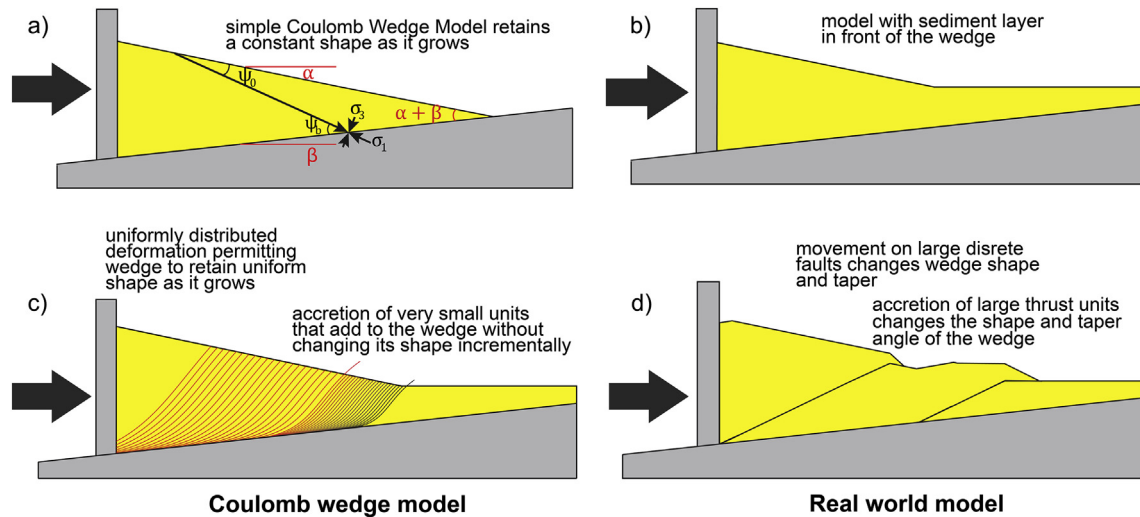 a)
simple Coulomb Wedge Model retains
a constant shape as it grows
ψ0
α
σ3
α + β
ψb
σ1
β
b)
model with sediment layer
in front of the wedge
uniformly distributed
deformation permitting
wedge to retain uniform
shape as it grows
c)
accretion of very small units
that add to the wedge without
changing its shape incrementally
Coulomb wedge model
movement on large disrete
faults changes wedge shape
and taper
d)
accretion of large thrust units
changes the shape and taper
angle of the wedge
Real world model